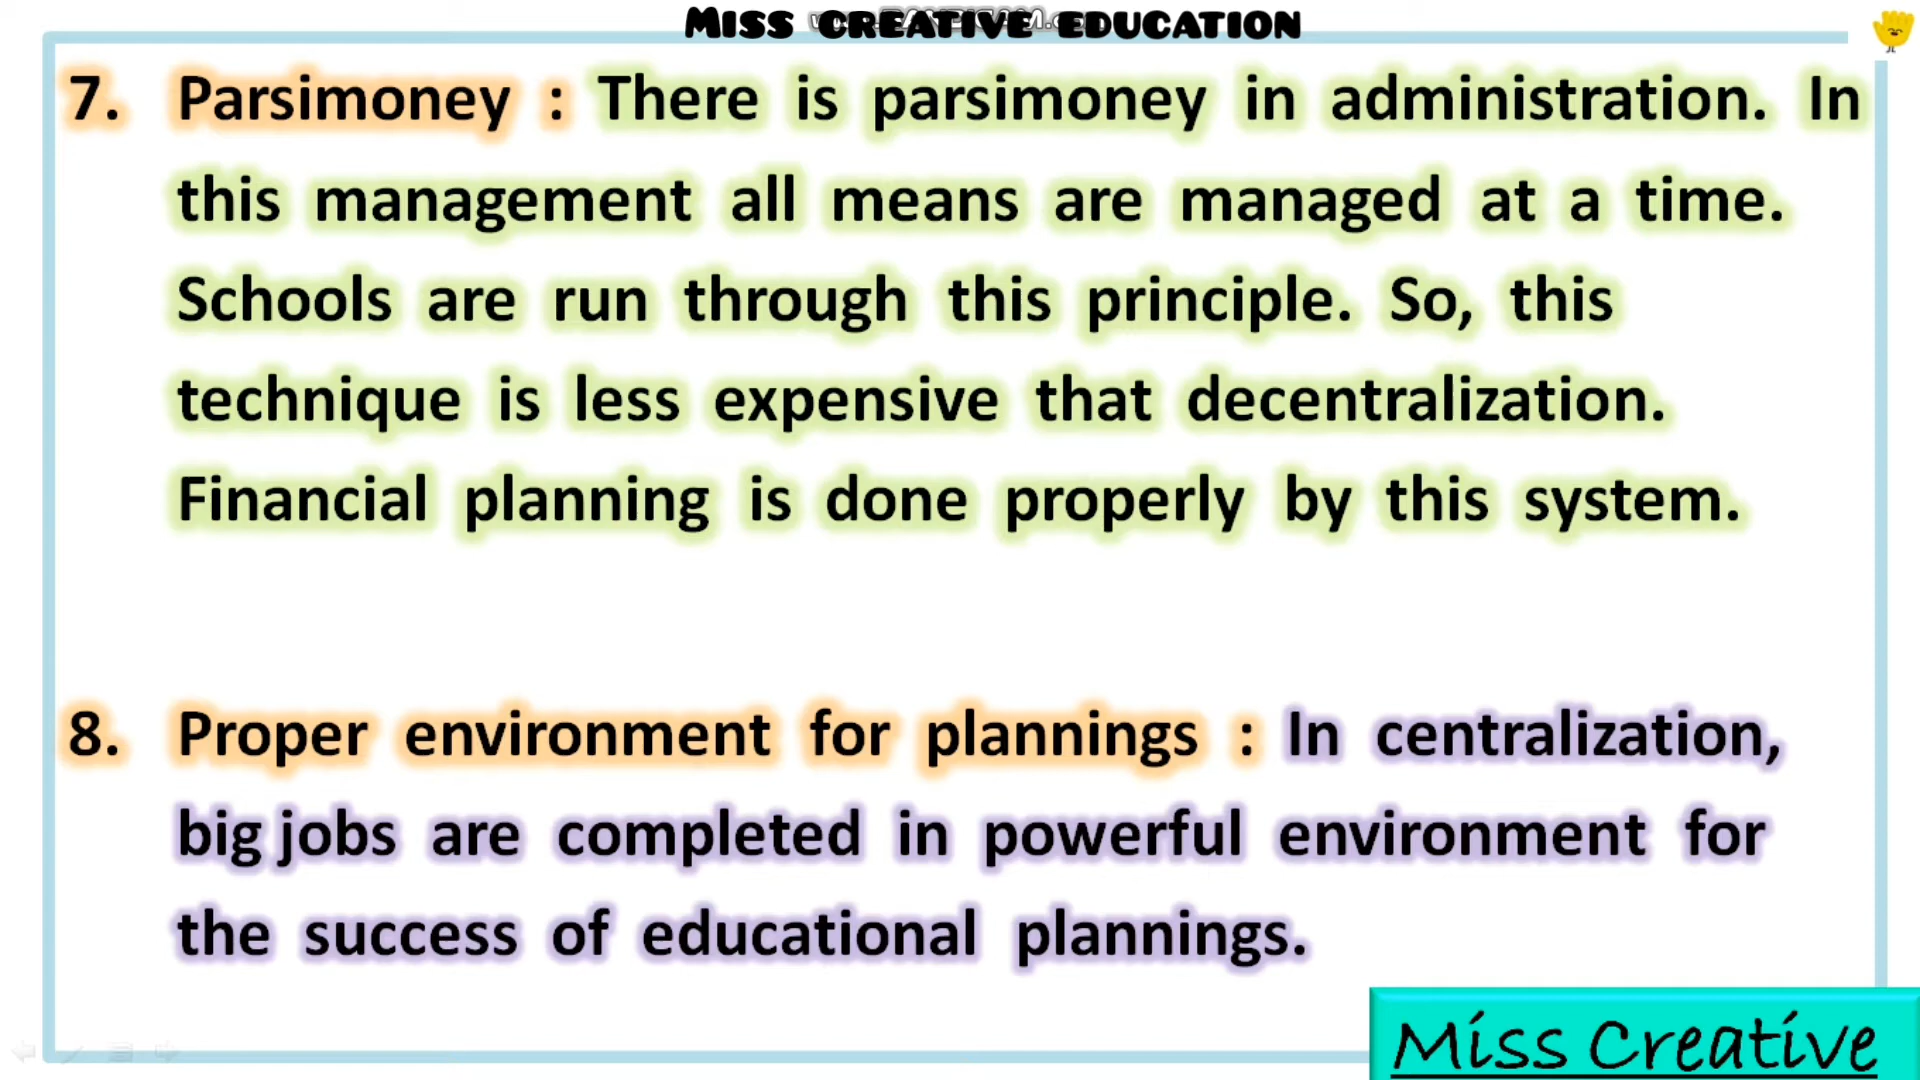 Miss creative education
7. Parsimoney : There is parsimoney in administration. In
this management all means are managed at a time.
Schools are run through this principle. So, this
technique is less expensive that decentralization.
Financial planning is done properly by this system.
8. Proper environment for plannings : In centralization,
big jobs are completed in powerful environment for
the success of educational plannings.
Miss Creative